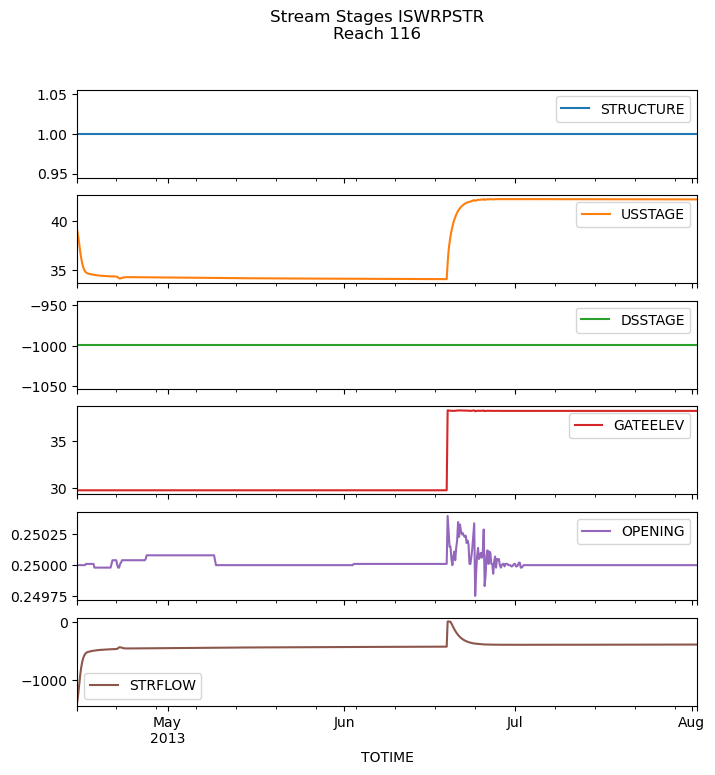 Stream Stages ISWRPSTR
Reach 116
1.05
1.00
0.95
STRUCTURE
40
35
USSTAGE
−950
−1000
−1050
DSSTAGE
35
30
GATEELEV
0.25025
0.25000
0.24975
OPENING
0
−1000
STRFLOW
May
2013
Jun
Jul
Aug
TOTIME